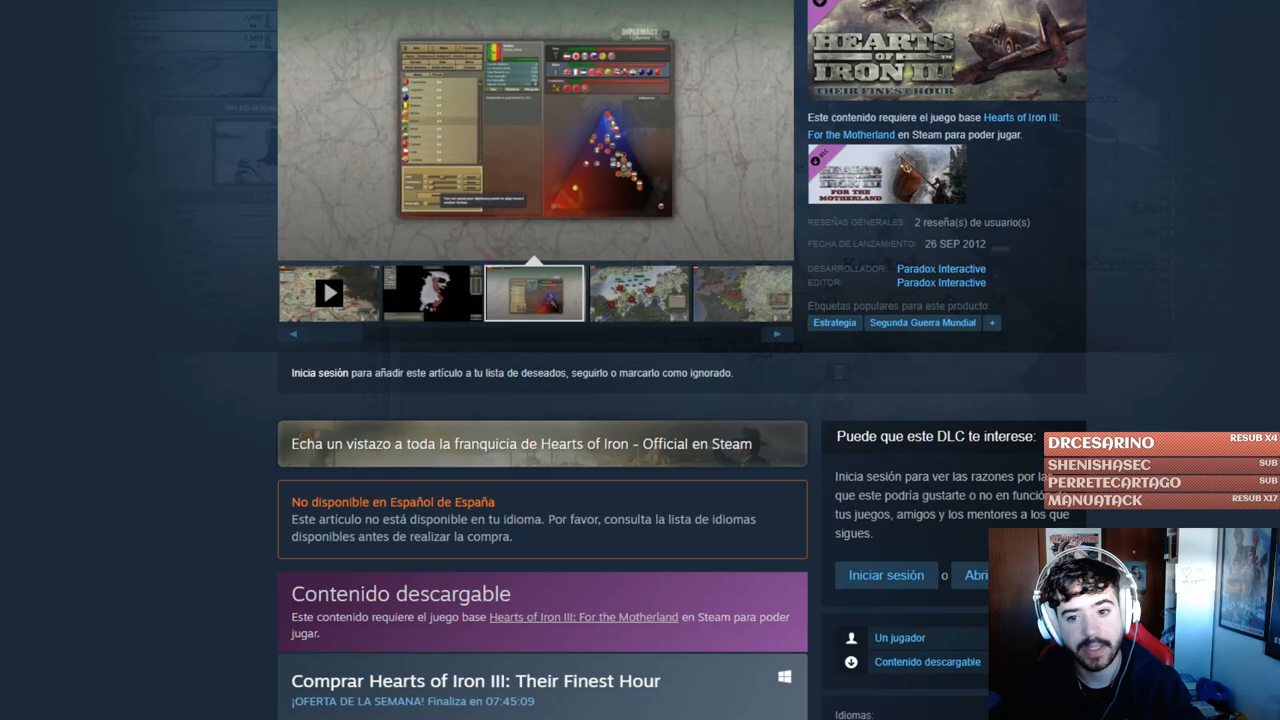 DIPLOMACY
HEARTS
OF
IRON III
THEIR FINEST HOUR
Este contenido requiere el juego base Hearts of Iron III:
For the Motherland en Steam para poder jugar.
HEARTS
IRON III
FOR THE MOTHERLAND
RESEÑAS GENERALES: 2 reseña(s) de usuario(s)
FECHA DE LANZAMIENTO: 26 SEP 2012
DESARROLLADOR: Paradox Interactive
EDITOR: Paradox Interactive
Etiquetas populares para este producto:
Estrategia Segunda Guerra Mundial +
Inicia sesión para añadir este artículo a tu lista de deseados, seguirlo o marcarlo como ignorado.
Echa un vistazo a toda la franquicia de Hearts of Iron - Official en Steam
No disponible en Español de España
Este artículo no está disponible en tu idioma. Por favor, consulta la lista de idiomas
disponibles antes de realizar la compra.
Contenido descargable
Este contenido requiere el juego base Hearts of Iron III: For the Motherland en Steam para poder
jugar.
Comprar Hearts of Iron III: Their Finest Hour
¡OFERTA DE LA SEMANA! Finaliza en 07:45:09
Puede que este DLC te interese:
Inicia sesión para ver las razones por las
que este podría gustarte o no en función
tus juegos, amigos y los mentores a los que
sigues.
Iniciar sesión o Abri
Un jugador
Contenido descargable
Idiomas:
DRCESARINO RESUB X4
SHENISHASEC SUB
PERRETECARTAGO SUB
MANUATACK RESUB X17